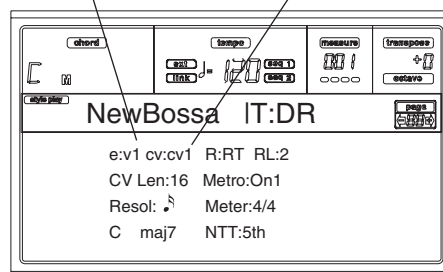 chord tempo measure transpose
C M ext link ♩= 120 seq 1 seq 2 001 +0
octave
style play NewBossa |T:DR page
e:v1 cv:cv1 R:RT RL:2
CV Len:16 Metro:On1
Resol: Meter:4/4
C maj7 NTT:5th